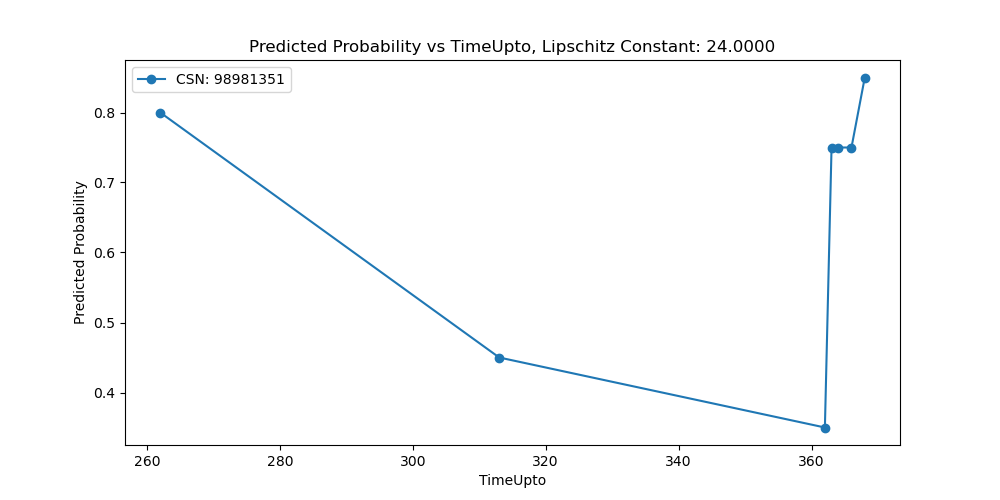 Predicted Probability vs TimeUpto, Lipschitz Constant: 24.0000
CSN: 98981351
Predicted Probability
0.8
0.7
0.6
0.5
0.4
260 280 300 320 340 360
TimeUpto